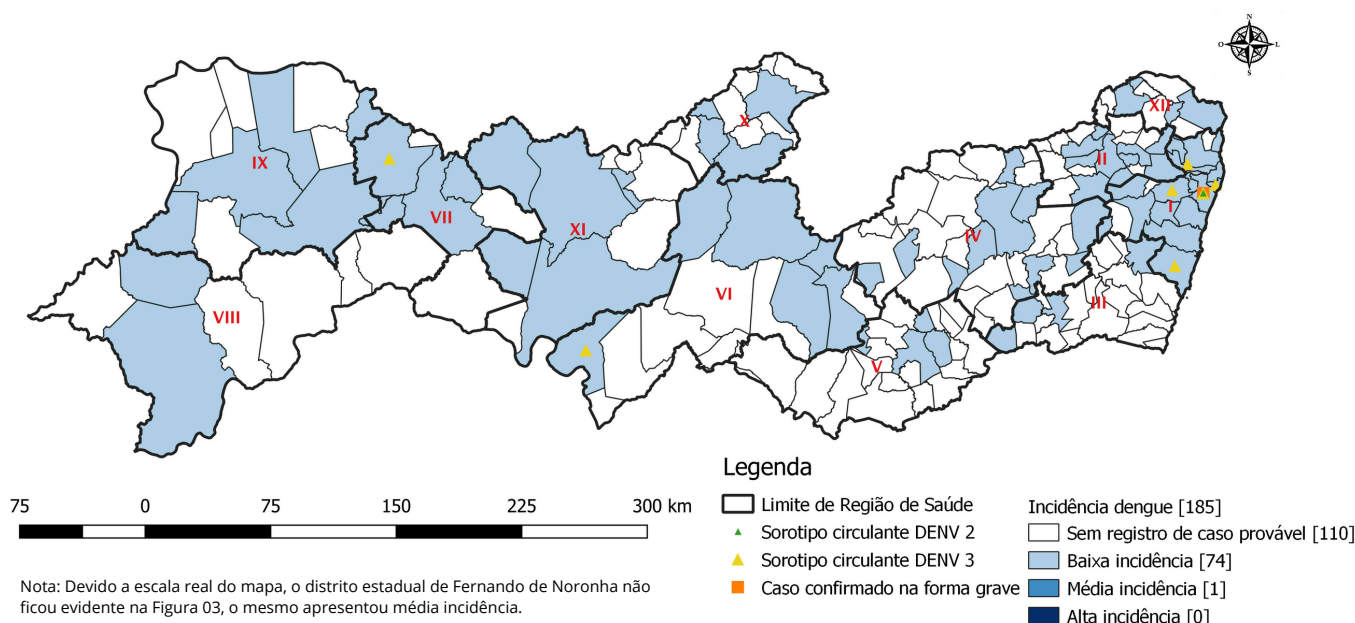 N
O
L
S
XII
X
II
IX
I
VII
XI
IV
VI
III
VIII
V
Legenda
75 0 75 150 225 300 km
Limite de Região de Saúde
Sorotipo circulante DENV 2
Sorotipo circulante DENV 3
Caso confirmado na forma grave
Incidência dengue [185]
Sem registro de caso provável [110]
Baixa incidência [74]
Média incidência [1]
Alta incidência [0]
Nota: Devido a escala real do mapa, o distrito estadual de Fernando de Noronha não
ficou evidente na Figura 03, o mesmo apresentou média incidência.